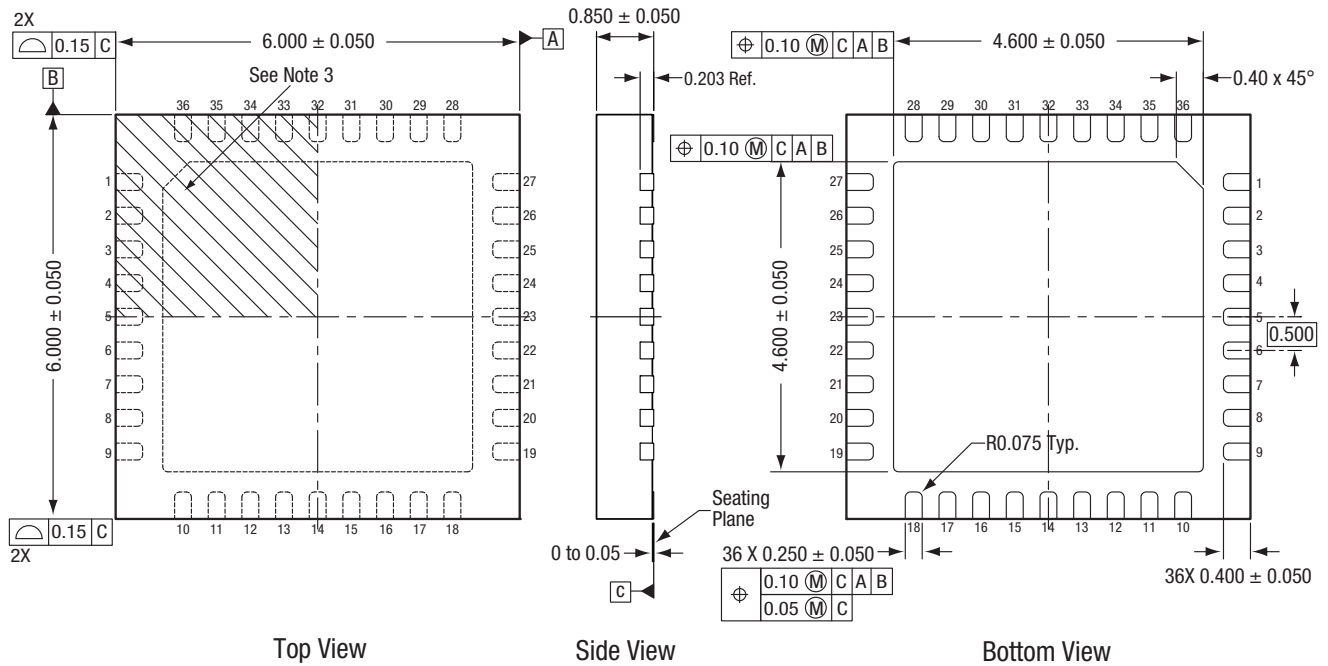 2X
⌓ 0.15 C
6.000 ± 0.050
A
B
See Note 3
36 35 34 33 32 31 30 29 28
1
2
3
4
5
6
7
8
9
27
26
25
24
23
22
21
20
19
10 11 12 13 14 15 16 17 18
6.000 ± 0.050
⌓ 0.15 C
2X
Top View
0.850 ± 0.050
0.203 Ref.
Seating
Plane
0 to 0.05
C
Side View
⌖ 0.10 Ⓜ C A B
4.600 ± 0.050
0.40 x 45°
⌖ 0.10 Ⓜ C A B
28 29 30 31 32 33 34 35 36
27
26
25
24
23
22
21
20
19
1
2
3
4
5
6
7
8
9
4.600 ± 0.050
0.500
R0.075 Typ.
18 17 16 15 14 13 12 11 10
36 X 0.250 ± 0.050
⌖ 0.10 Ⓜ C A B
0.05 Ⓜ C
36X 0.400 ± 0.050
Bottom View